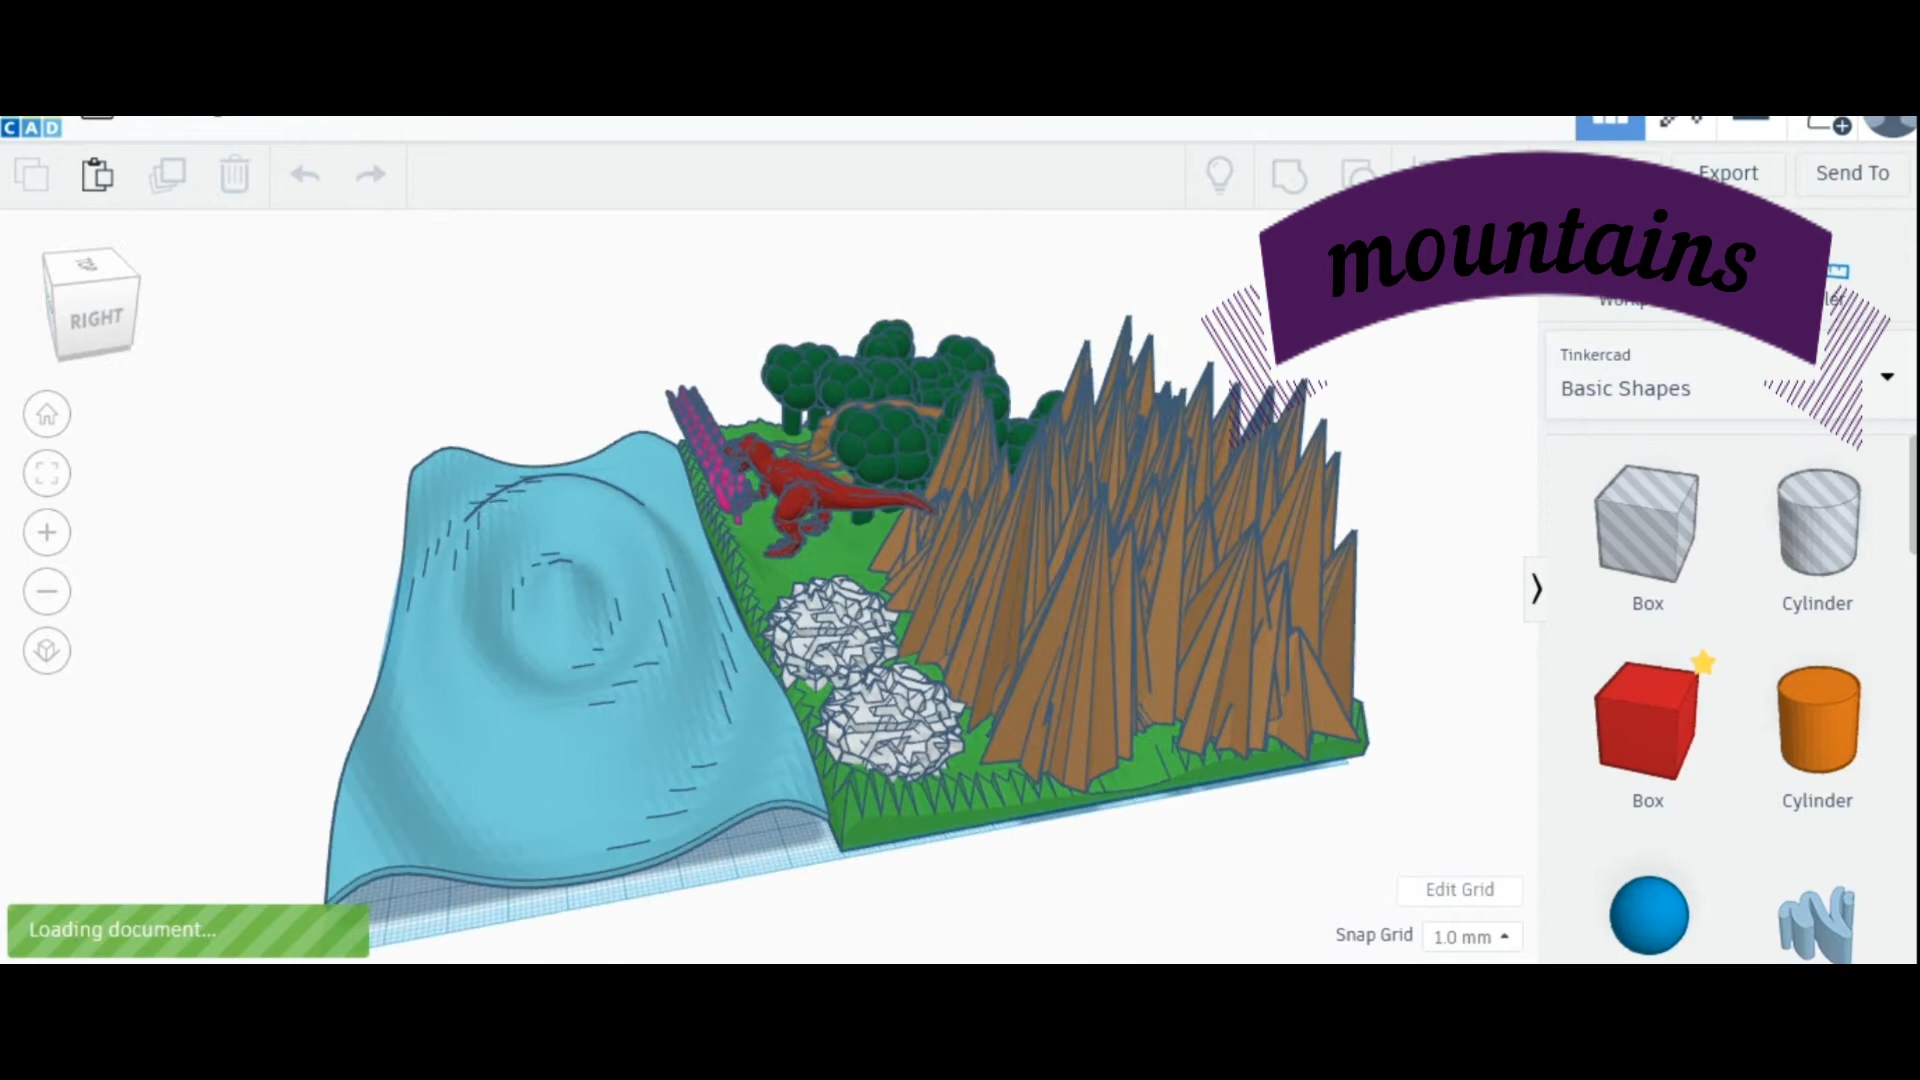 CAD
Export
Send To
mountains
TOP
RIGHT
Tinkercad
Basic Shapes
Box
Cylinder
Box
Cylinder
Edit Grid
Loading document...
Snap Grid
1.0 mm